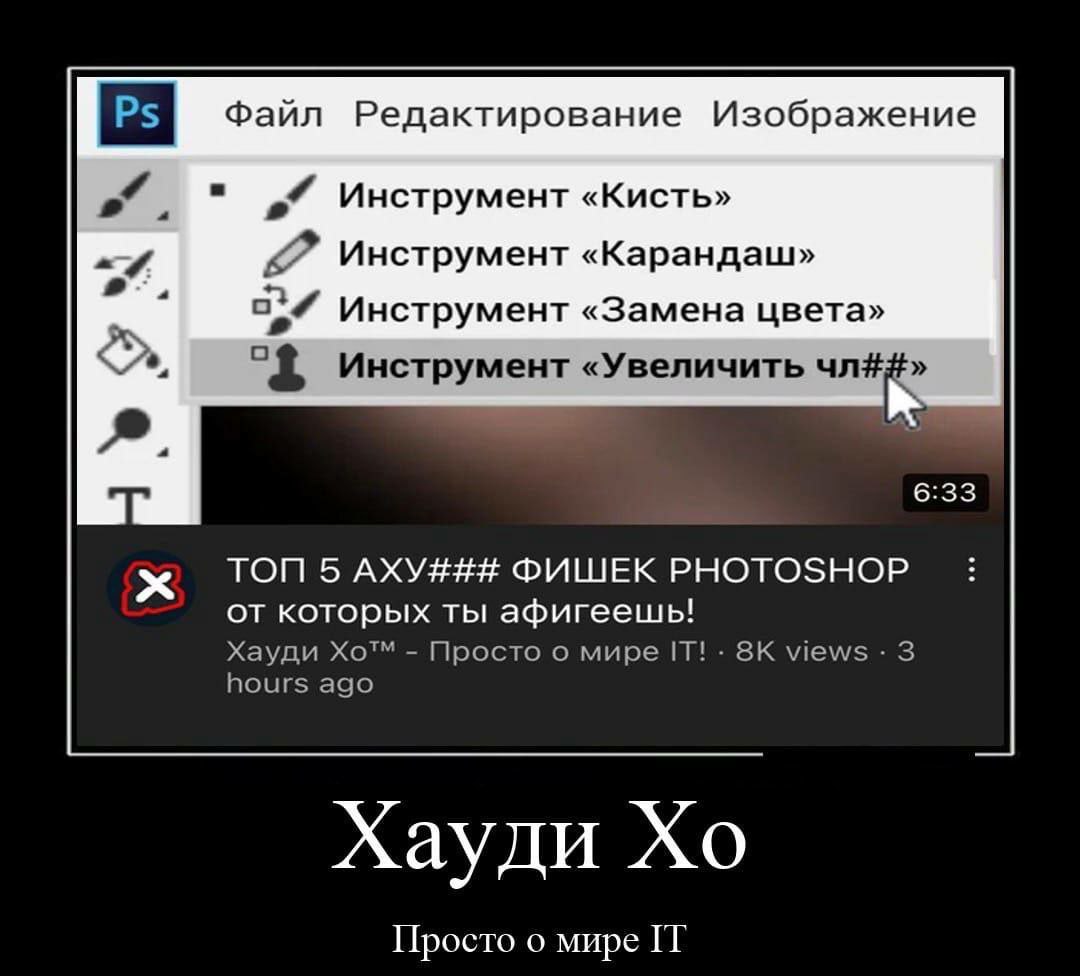 Ps Файл Редактирование Изображение
Инструмент «Кисть»
Инструмент «Карандаш»
Инструмент «Замена цвета»
Инструмент «Увеличить чл##»
T
6:33
ТОП 5 АХУ### ФИШЕК PHOTOSHOP
от которых ты афигеешь!
Хауди Хо™ - Просто о мире IT! · 8K views · 3
hours ago
Хауди Хо
Просто о мире IT